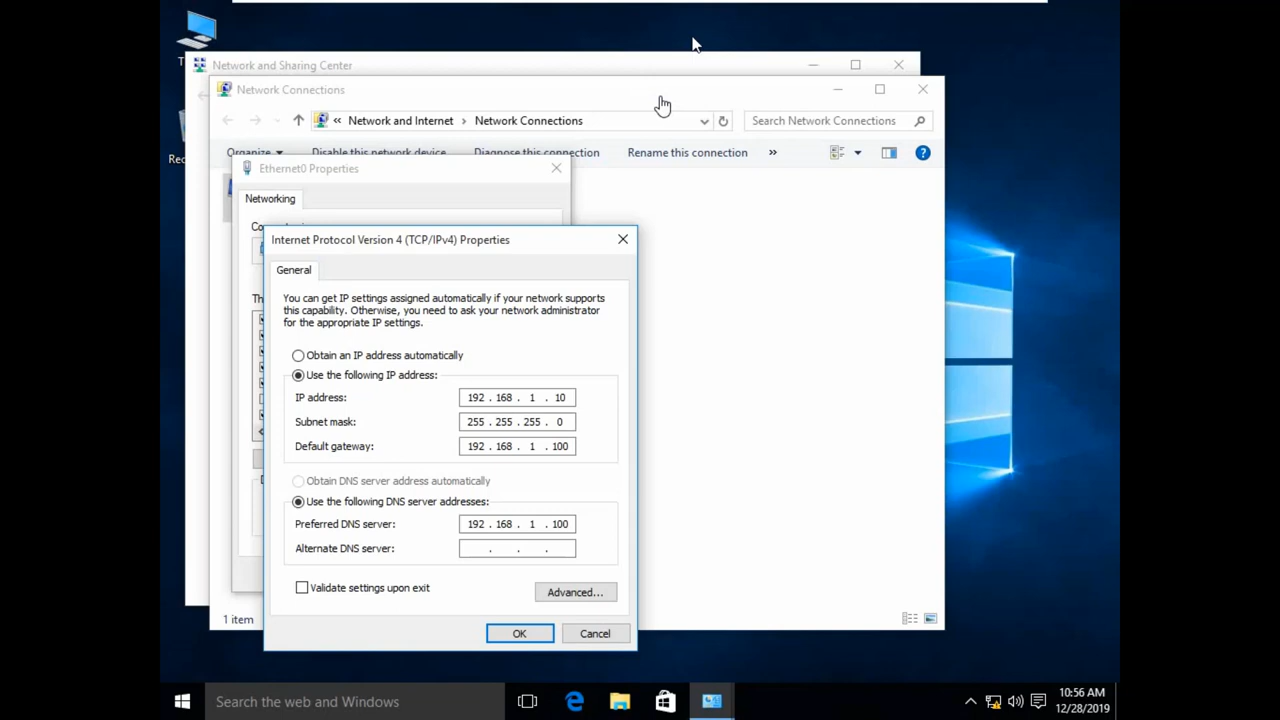 Network and Sharing Center
Network Connections
« Network and Internet > Network Connections
Search Network Connections
Organize Disable this network device Diagnose this connection Rename this connection »
Ethernet0 Properties
Networking
Internet Protocol Version 4 (TCP/IPv4) Properties
General
You can get IP settings assigned automatically if your network supports
this capability. Otherwise, you need to ask your network administrator
for the appropriate IP settings.
Obtain an IP address automatically
Use the following IP address:
IP address: 192 . 168 . 1 . 10
Subnet mask: 255 . 255 . 255 . 0
Default gateway: 192 . 168 . 1 . 100
Obtain DNS server address automatically
Use the following DNS server addresses:
Preferred DNS server: 192 . 168 . 1 . 100
Alternate DNS server: . . .
Validate settings upon exit
Advanced...
OK Cancel
1 item
Search the web and Windows
10:56 AM
12/28/2019